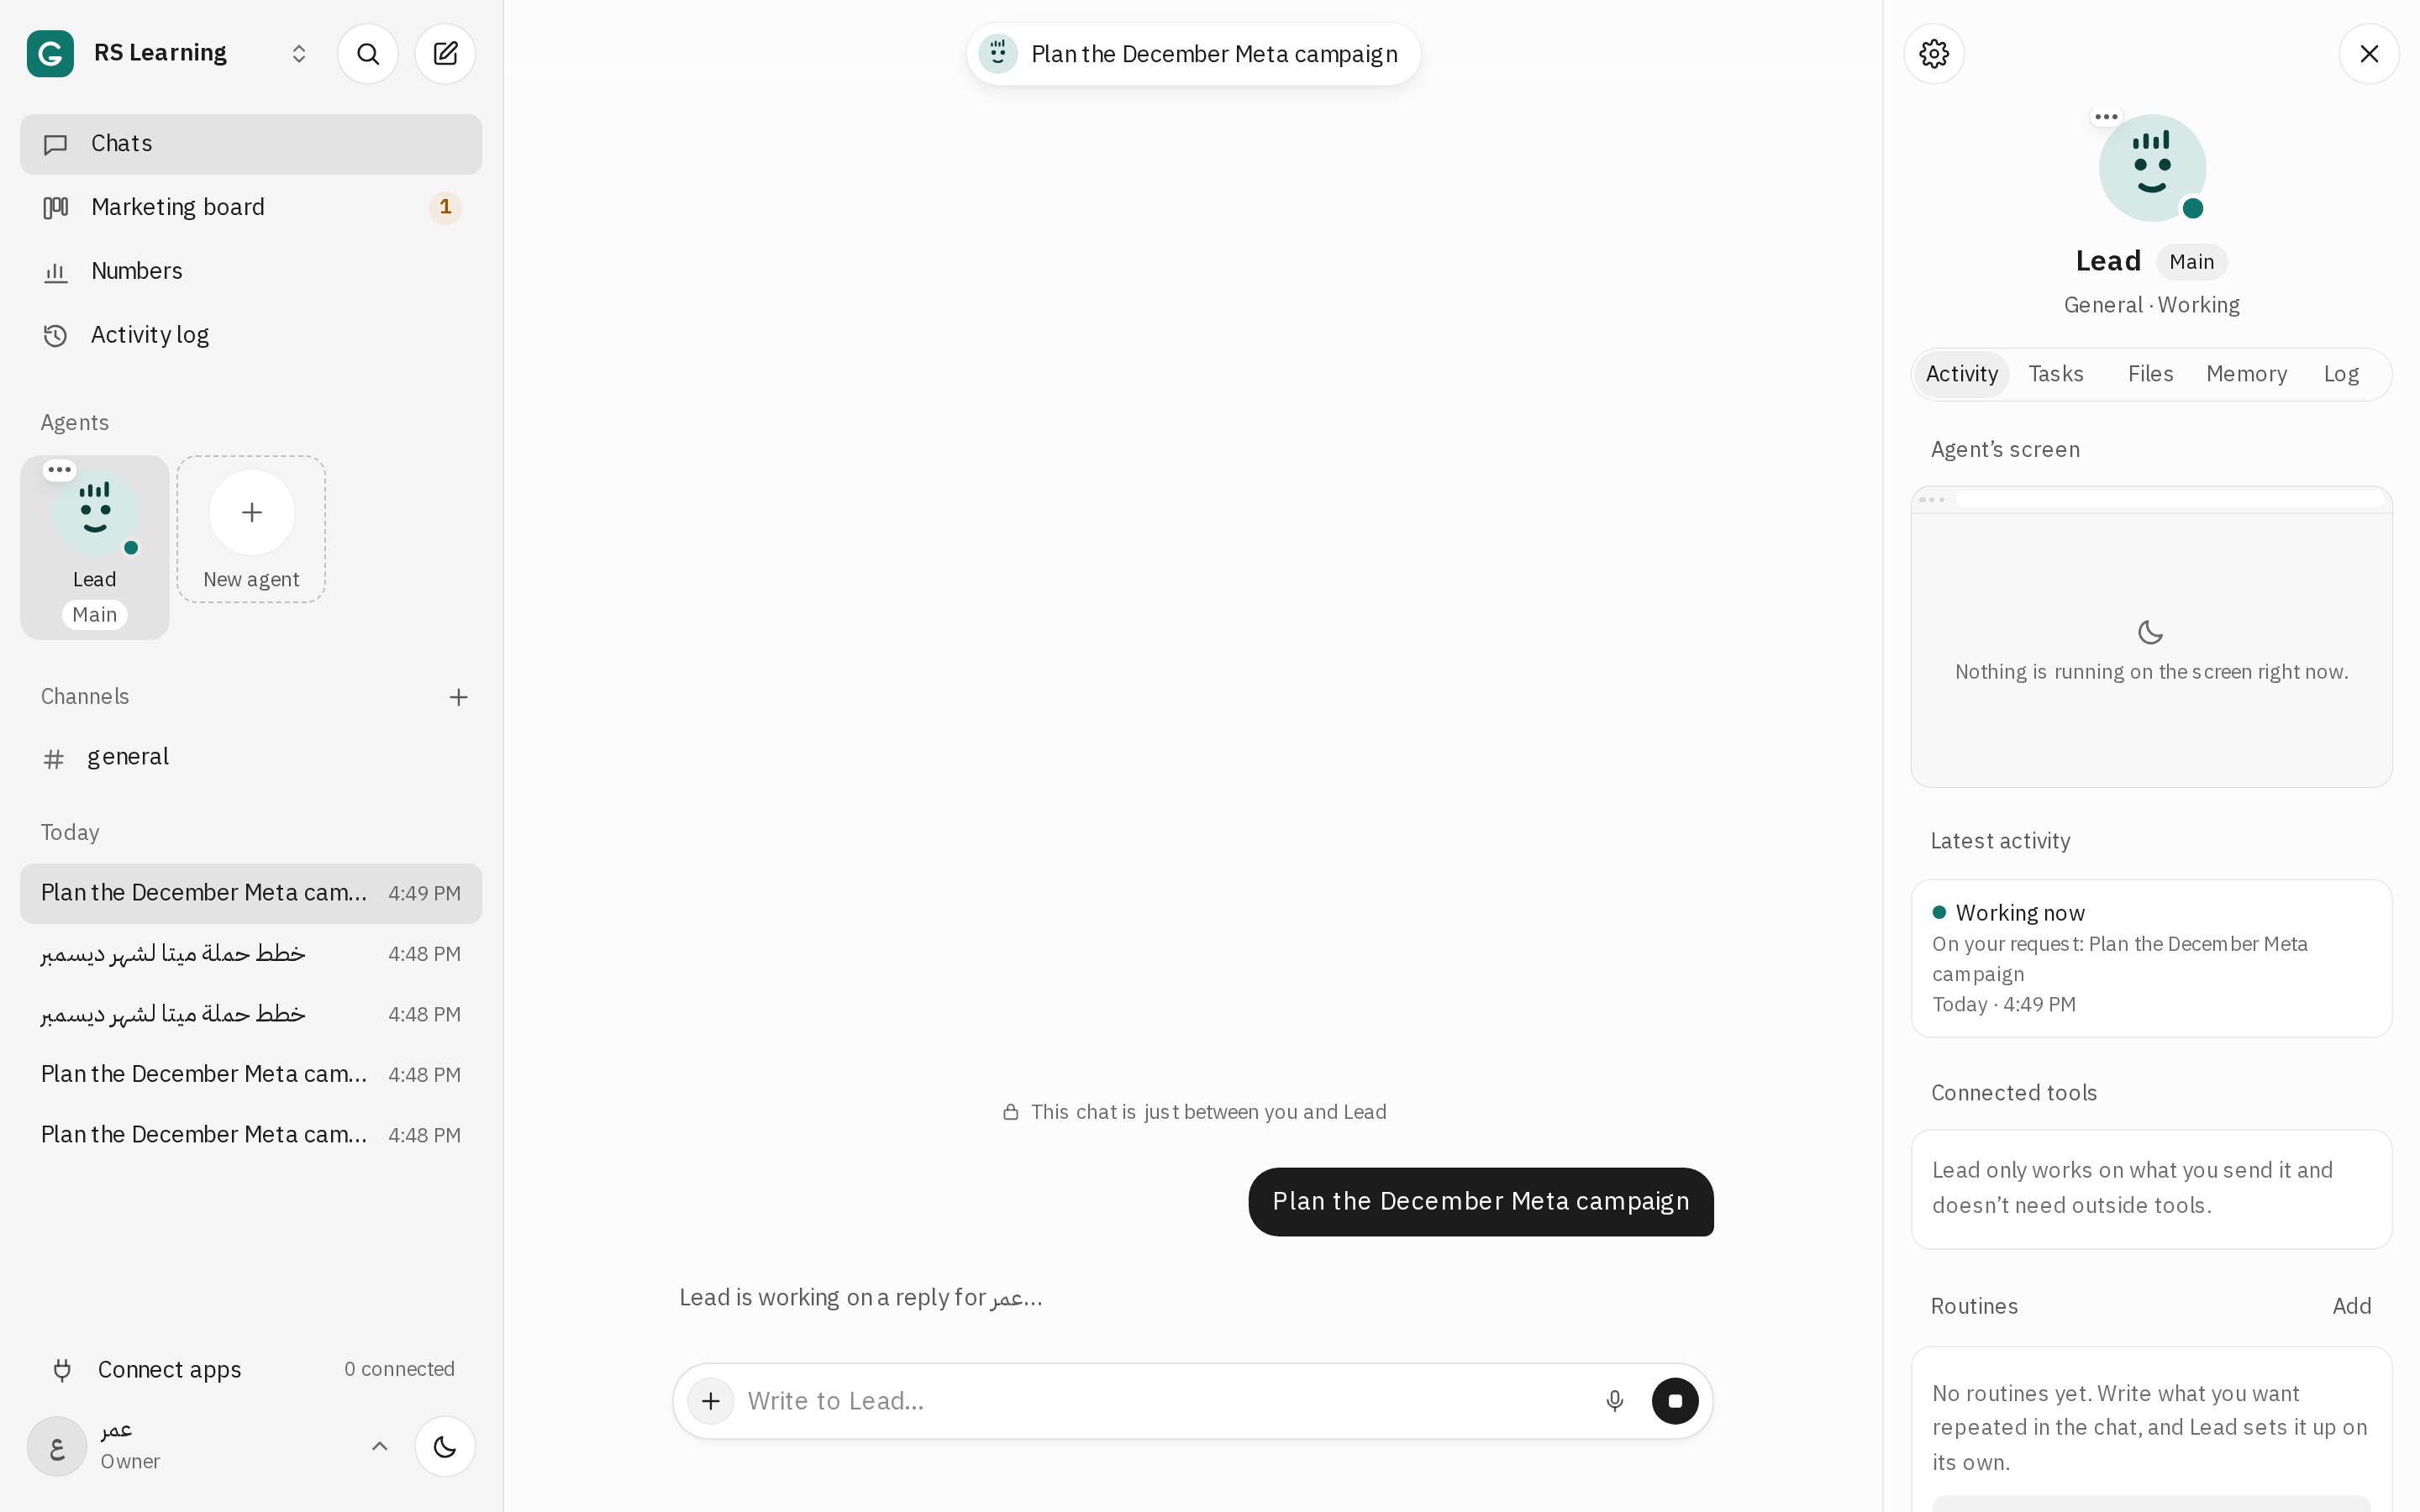 RS Learning
Chats
Marketing board
1
Numbers
Activity log
Agents
Lead
Main
New agent
Channels
general
Today
Plan the December Meta cam... 4:49 PM
خطط حملة ميتا لشهر ديسمبر 4:48 PM
خطط حملة ميتا لشهر ديسمبر 4:48 PM
Plan the December Meta cam... 4:48 PM
Plan the December Meta cam... 4:48 PM
Connect apps 0 connected
ع
عمر
Owner
Plan the December Meta campaign
This chat is just between you and Lead
Plan the December Meta campaign
Lead is working on a reply for عمر...
Write to Lead...
Lead Main
General · Working
Activity Tasks Files Memory Log
Agent’s screen
Nothing is running on the screen right now.
Latest activity
Working now
On your request: Plan the December Meta
campaign
Today · 4:49 PM
Connected tools
Lead only works on what you send it and
doesn’t need outside tools.
Routines Add
No routines yet. Write what you want
repeated in the chat, and Lead sets it up on
its own.